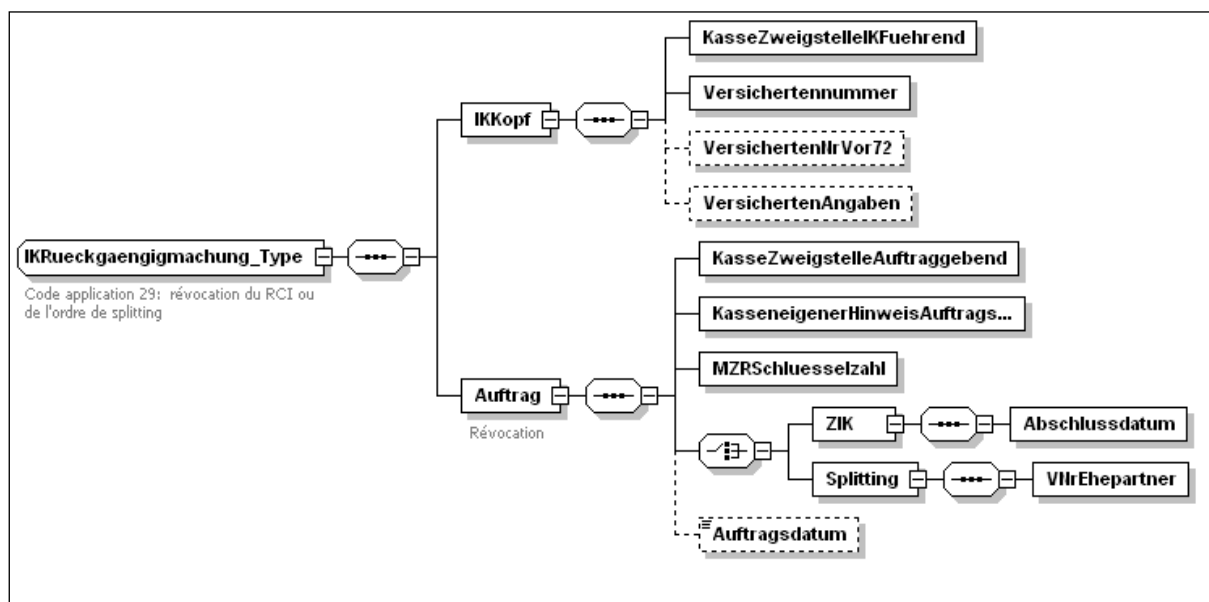 KasseZweigstelleIKFuehrend
IKKopf
Versichertennummer
VersichertenNrVor72
VersichertenAngaben
IKRueckgaengigmachung_Type
Code application 29: révocation du RCI ou
de l'ordre de splitting
KasseZweigstelleAuftraggebend
KasseneigenerHinweisAuftrags...
MZRSchluesselzahl
Auftrag
Révocation
ZIK
Abschlussdatum
Splitting
VNrEhepartner
Auftragsdatum